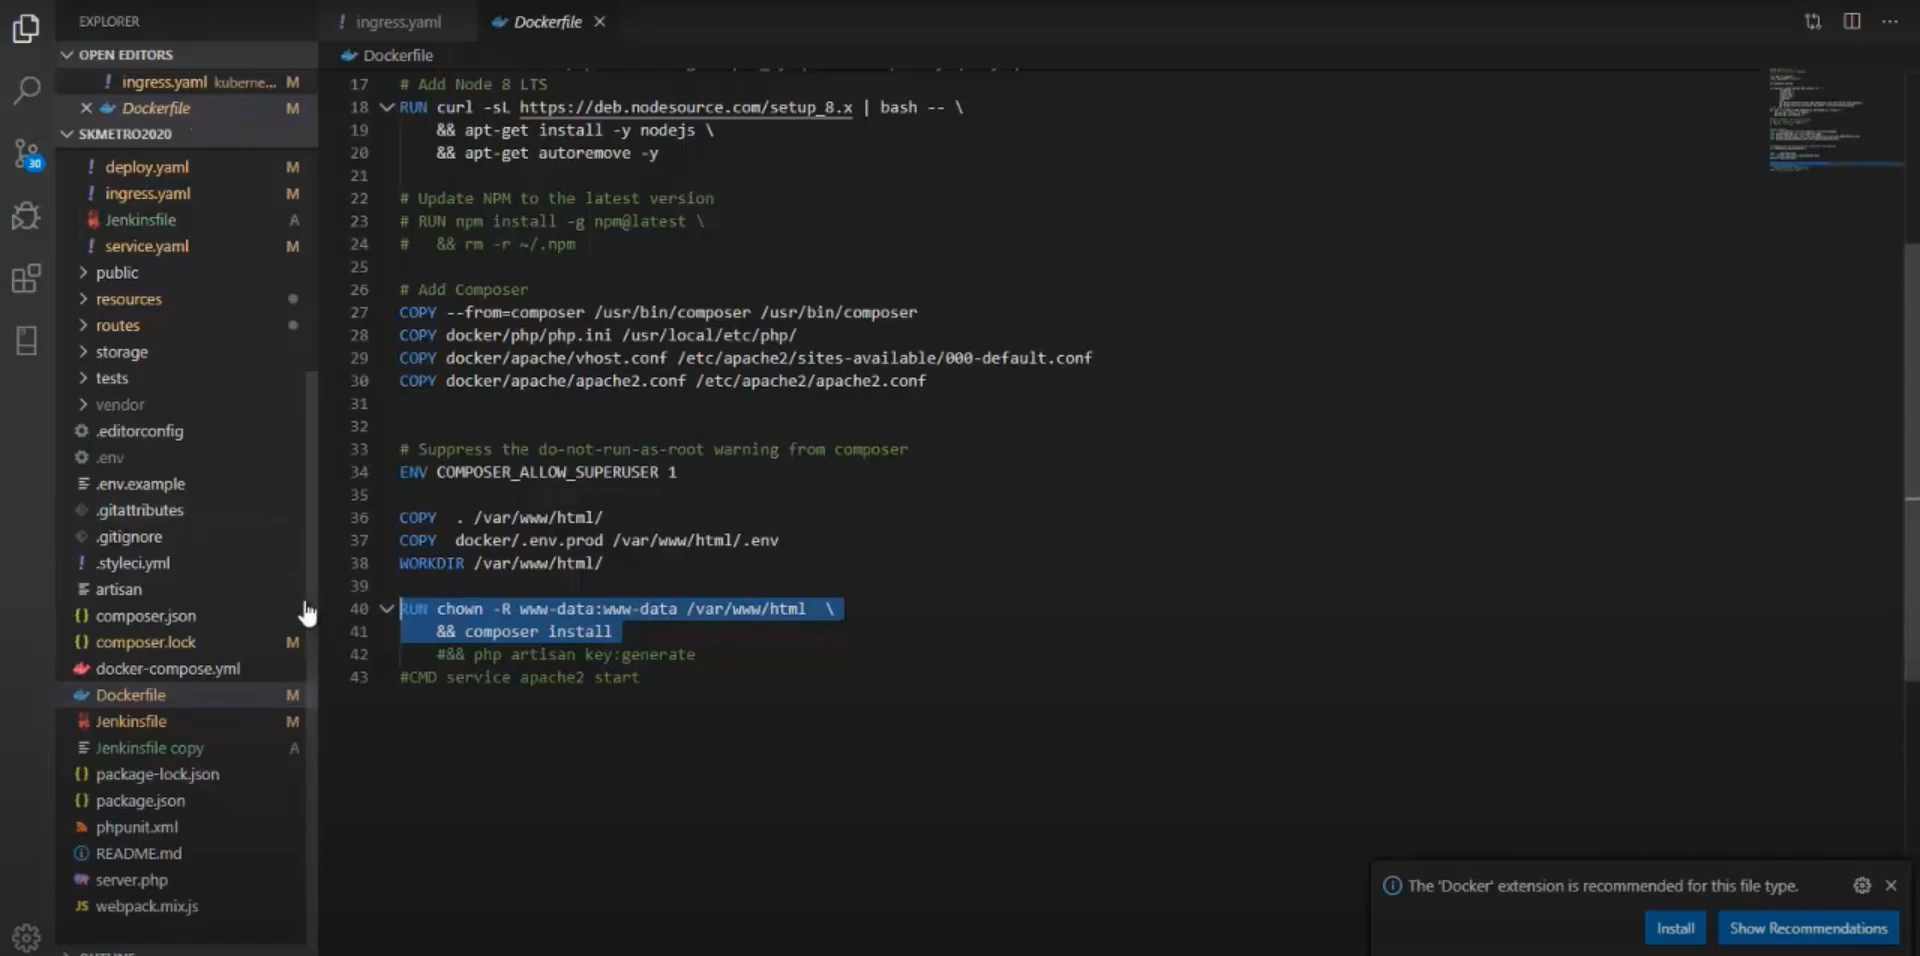 EXPLORER
OPEN EDITORS
ingress.yaml kuberne... M
Dockerfile M
SKMETRO2020
deploy.yaml M
ingress.yaml M
Jenkinsfile A
service.yaml M
public
resources
routes
storage
tests
vendor
.editorconfig
.env
.env.example
.gitattributes
.gitignore
.styleci.yml
artisan
composer.json
composer.lock M
docker-compose.yml
Dockerfile M
Jenkinsfile M
Jenkinsfile copy A
package-lock.json
package.json
phpunit.xml
README.md
server.php
JS webpack.mix.js
30
ingress.yaml
Dockerfile
Dockerfile
17 # Add Node 8 LTS
18 RUN curl -sL https://deb.nodesource.com/setup_8.x | bash -- \
19 && apt-get install -y nodejs \
20 && apt-get autoremove -y
21
22 # Update NPM to the latest version
23 # RUN npm install -g npm@latest \
24 # && rm -r ~/.npm
25
26 # Add Composer
27 COPY --from=composer /usr/bin/composer /usr/bin/composer
28 COPY docker/php/php.ini /usr/local/etc/php/
29 COPY docker/apache/vhost.conf /etc/apache2/sites-available/000-default.conf
30 COPY docker/apache/apache2.conf /etc/apache2/apache2.conf
31
32
33 # Suppress the do-not-run-as-root warning from composer
34 ENV COMPOSER_ALLOW_SUPERUSER 1
35
36 COPY . /var/www/html/
37 COPY docker/.env.prod /var/www/html/.env
38 WORKDIR /var/www/html/
39
40 RUN chown -R www-data:www-data /var/www/html \
41 && composer install
42 #&& php artisan key:generate
43 #CMD service apache2 start
The 'Docker' extension is recommended for this file type.
Install
Show Recommendations